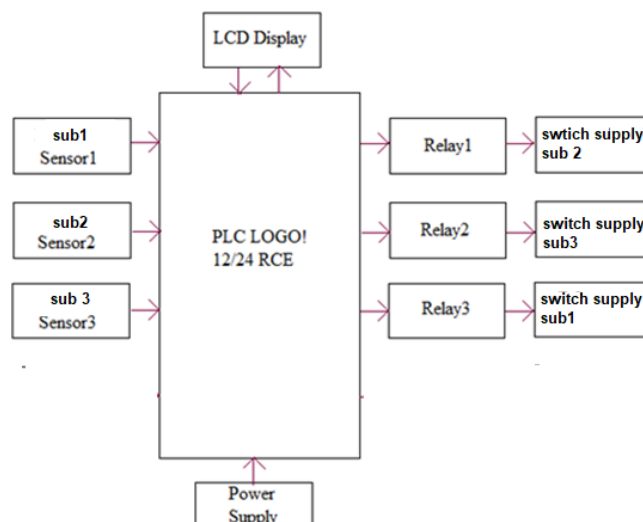 LCD Display
sub1
Sensor1
sub2
Sensor2
sub 3
Sensor3
PLC LOGO!
12/24 RCE
Relay1
Relay2
Relay3
swtich supply
sub 2
switch supply
sub3
switch supply
sub1
Power
Supply